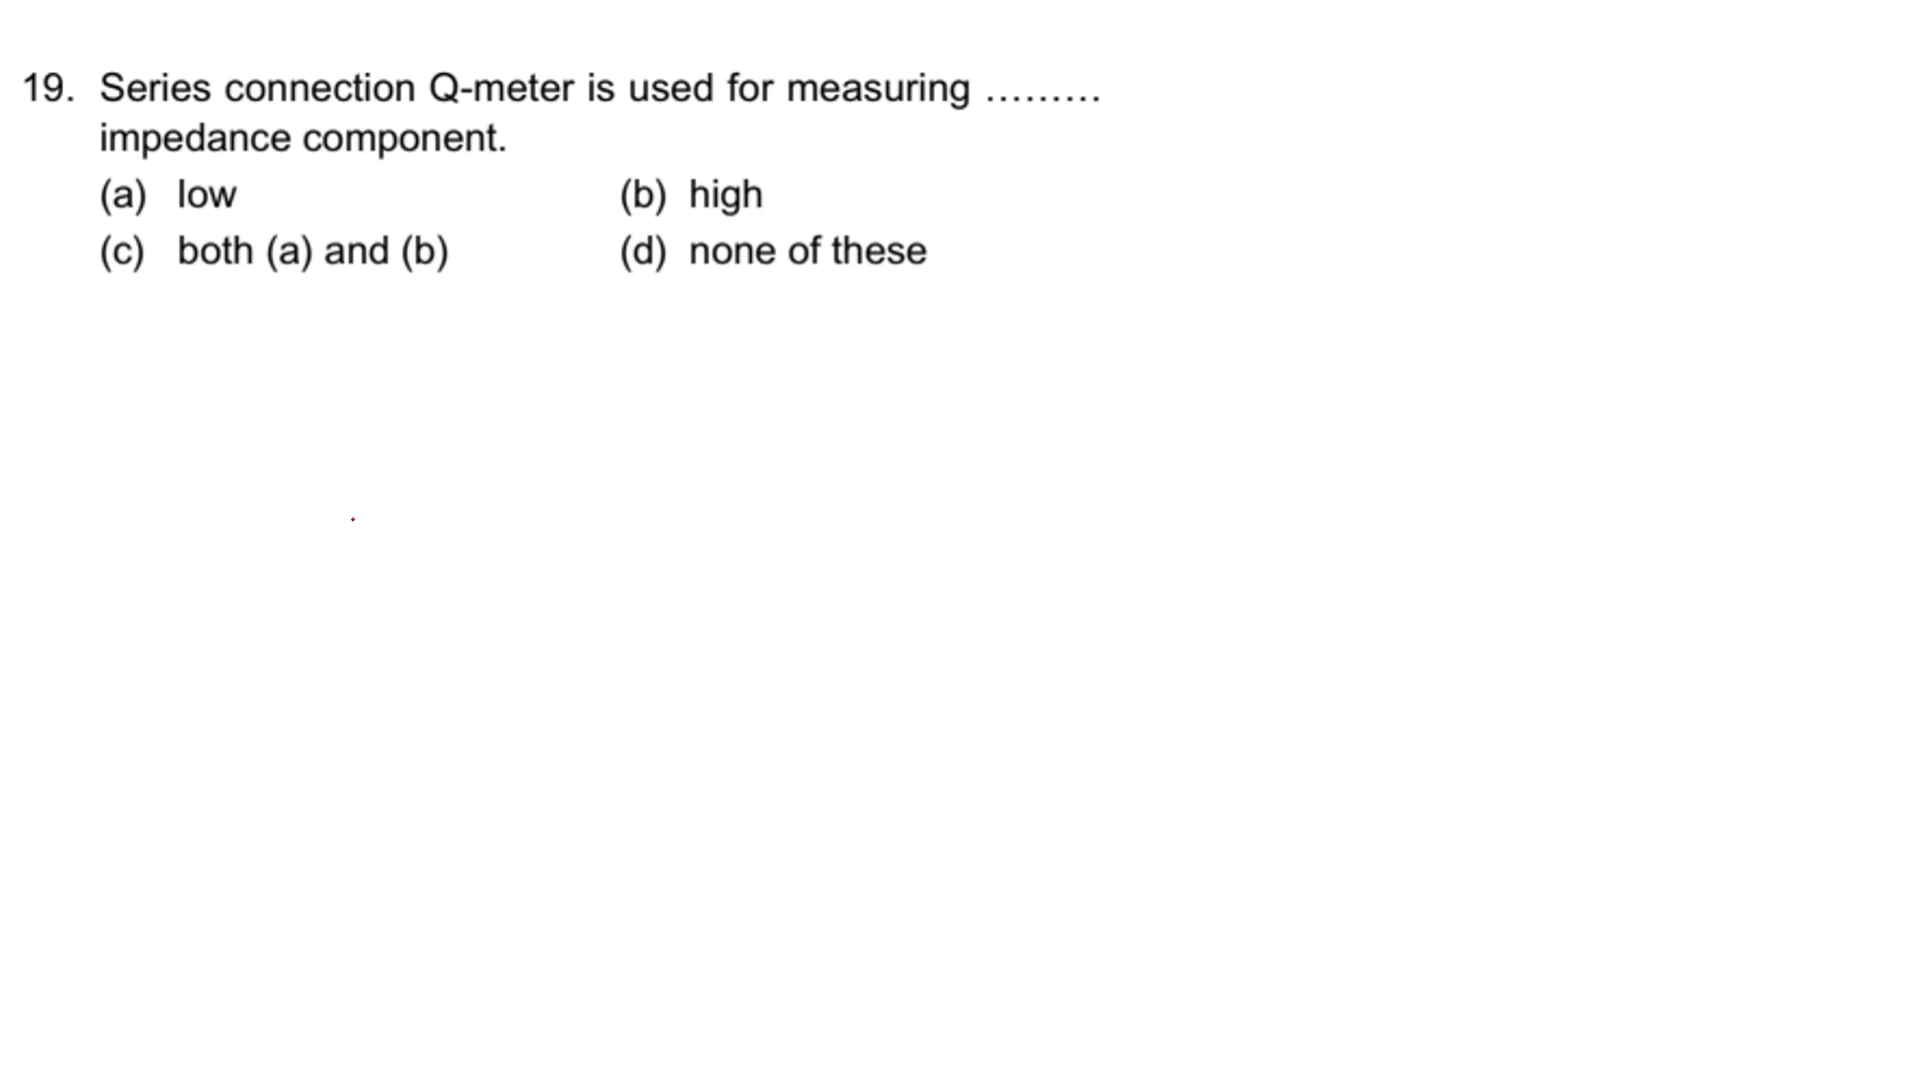 19. Series connection Q-meter is used for measuring .........
impedance component.
(a) low (b) high
(c) both (a) and (b) (d) none of these